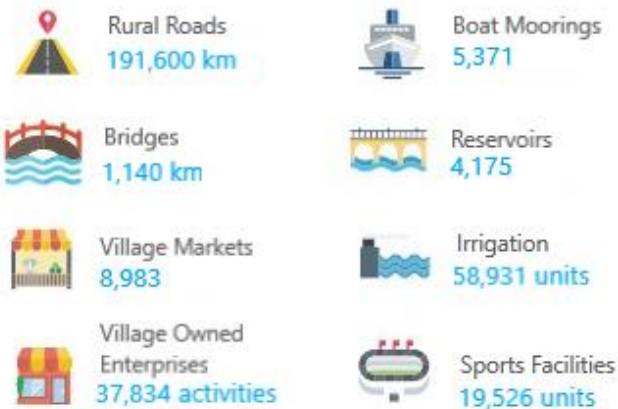 Rural Roads
191,600 km
Boat Moorings
5,371
Bridges
1,140 km
Reservoirs
4,175
Village Markets
8,983
Irrigation
58,931 units
Village Owned
Enterprises
37,834 activities
Sports Facilities
19,526 units